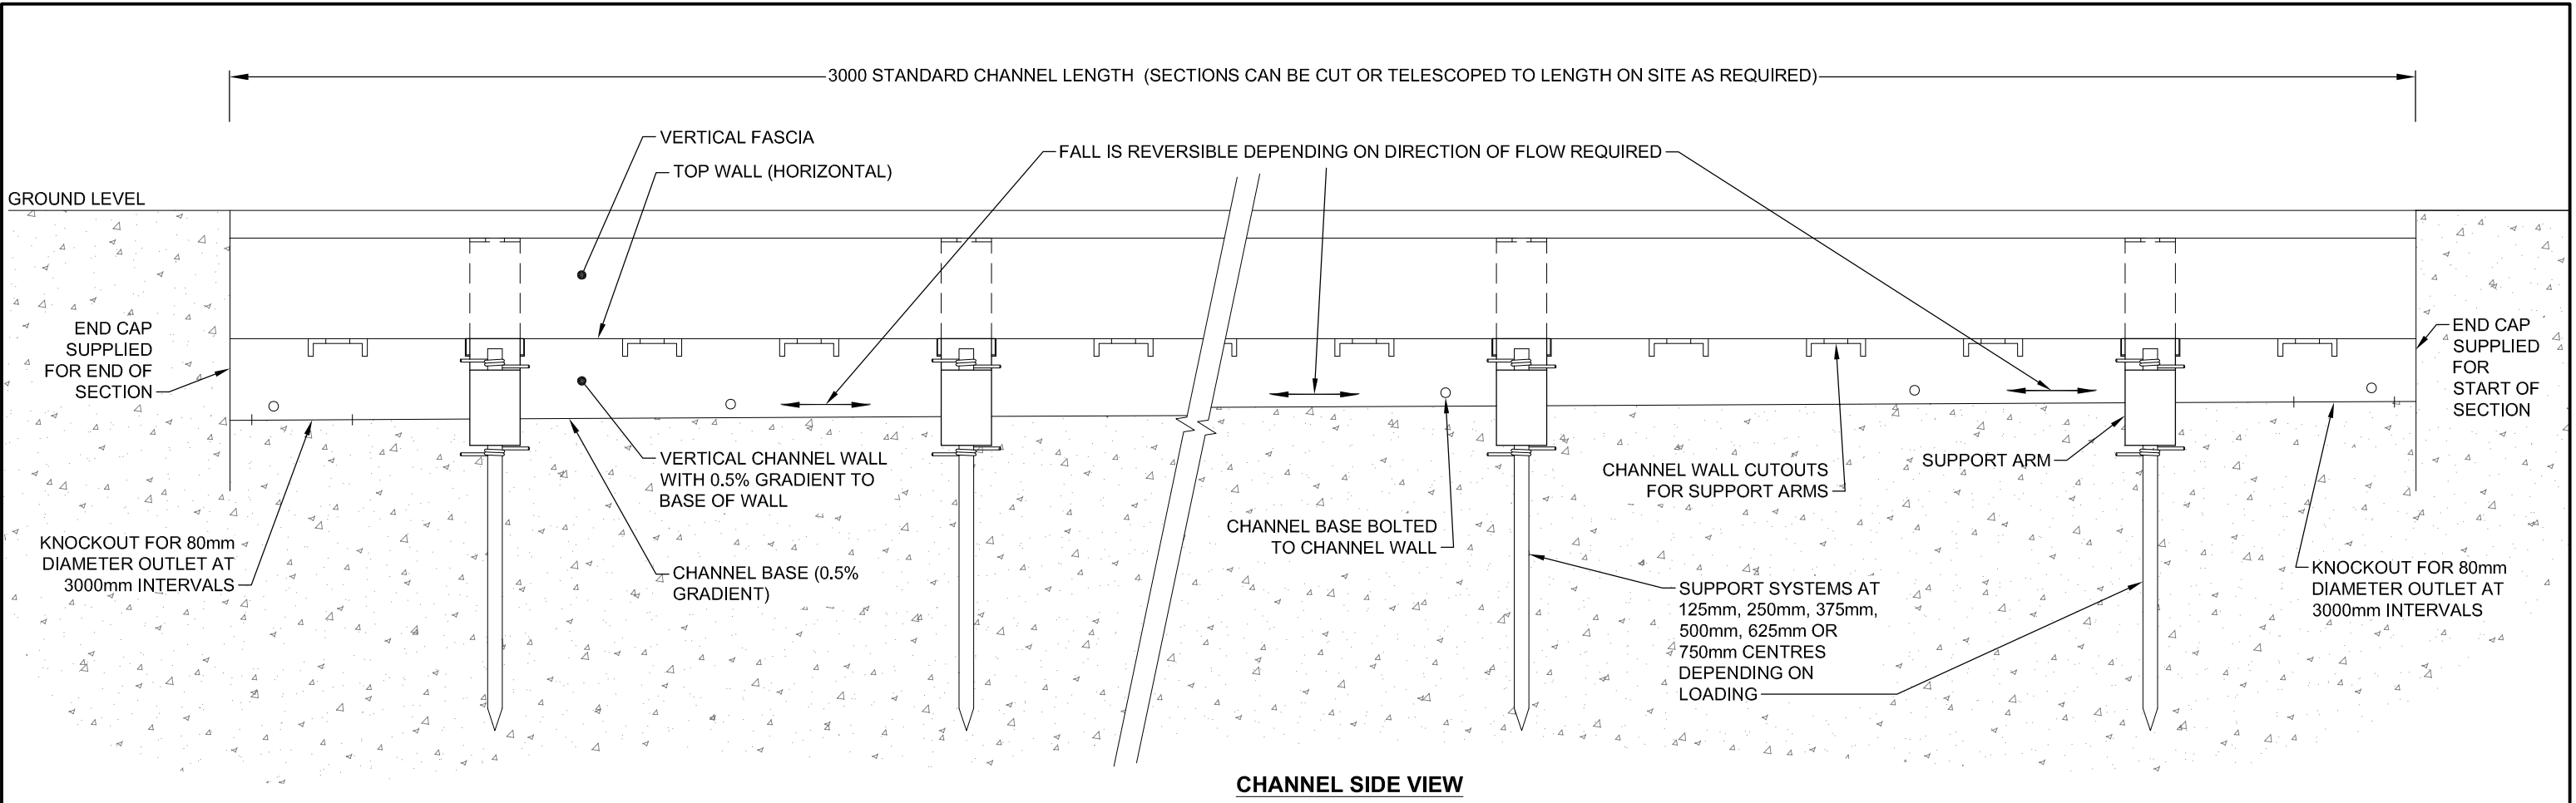 3000 STANDARD CHANNEL LENGTH (SECTIONS CAN BE CUT OR TELESCOPED TO LENGTH ON SITE AS REQUIRED)
VERTICAL FASCIA
TOP WALL (HORIZONTAL)
FALL IS REVERSIBLE DEPENDING ON DIRECTION OF FLOW REQUIRED
GROUND LEVEL
END CAP
SUPPLIED
FOR END OF
SECTION
END CAP
SUPPLIED
FOR
START OF
SECTION
VERTICAL CHANNEL WALL
WITH 0.5% GRADIENT TO
BASE OF WALL
CHANNEL WALL CUTOUTS
FOR SUPPORT ARMS
SUPPORT ARM
KNOCKOUT FOR 80mm
DIAMETER OUTLET AT
3000mm INTERVALS
CHANNEL BASE (0.5%
GRADIENT)
CHANNEL BASE BOLTED
TO CHANNEL WALL
SUPPORT SYSTEMS AT
125mm, 250mm, 375mm,
500mm, 625mm OR
750mm CENTRES
DEPENDING ON
LOADING
KNOCKOUT FOR 80mm
DIAMETER OUTLET AT
3000mm INTERVALS
CHANNEL SIDE VIEW